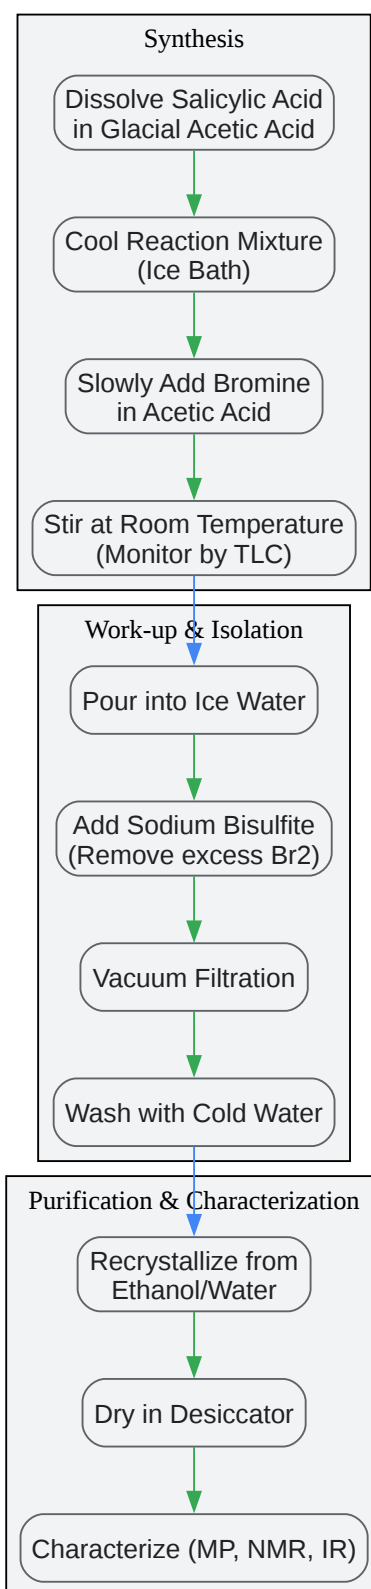 Synthesis
Dissolve Salicylic Acid
in Glacial Acetic Acid
Cool Reaction Mixture
(Ice Bath)
Slowly Add Bromine
in Acetic Acid
Stir at Room Temperature
(Monitor by TLC)
Work-up & Isolation
Pour into Ice Water
Add Sodium Bisulfite
(Remove excess Br2)
Vacuum Filtration
Wash with Cold Water
Purification & Characterization
Recrystallize from
Ethanol/Water
Dry in Desiccator
Characterize (MP, NMR, IR)